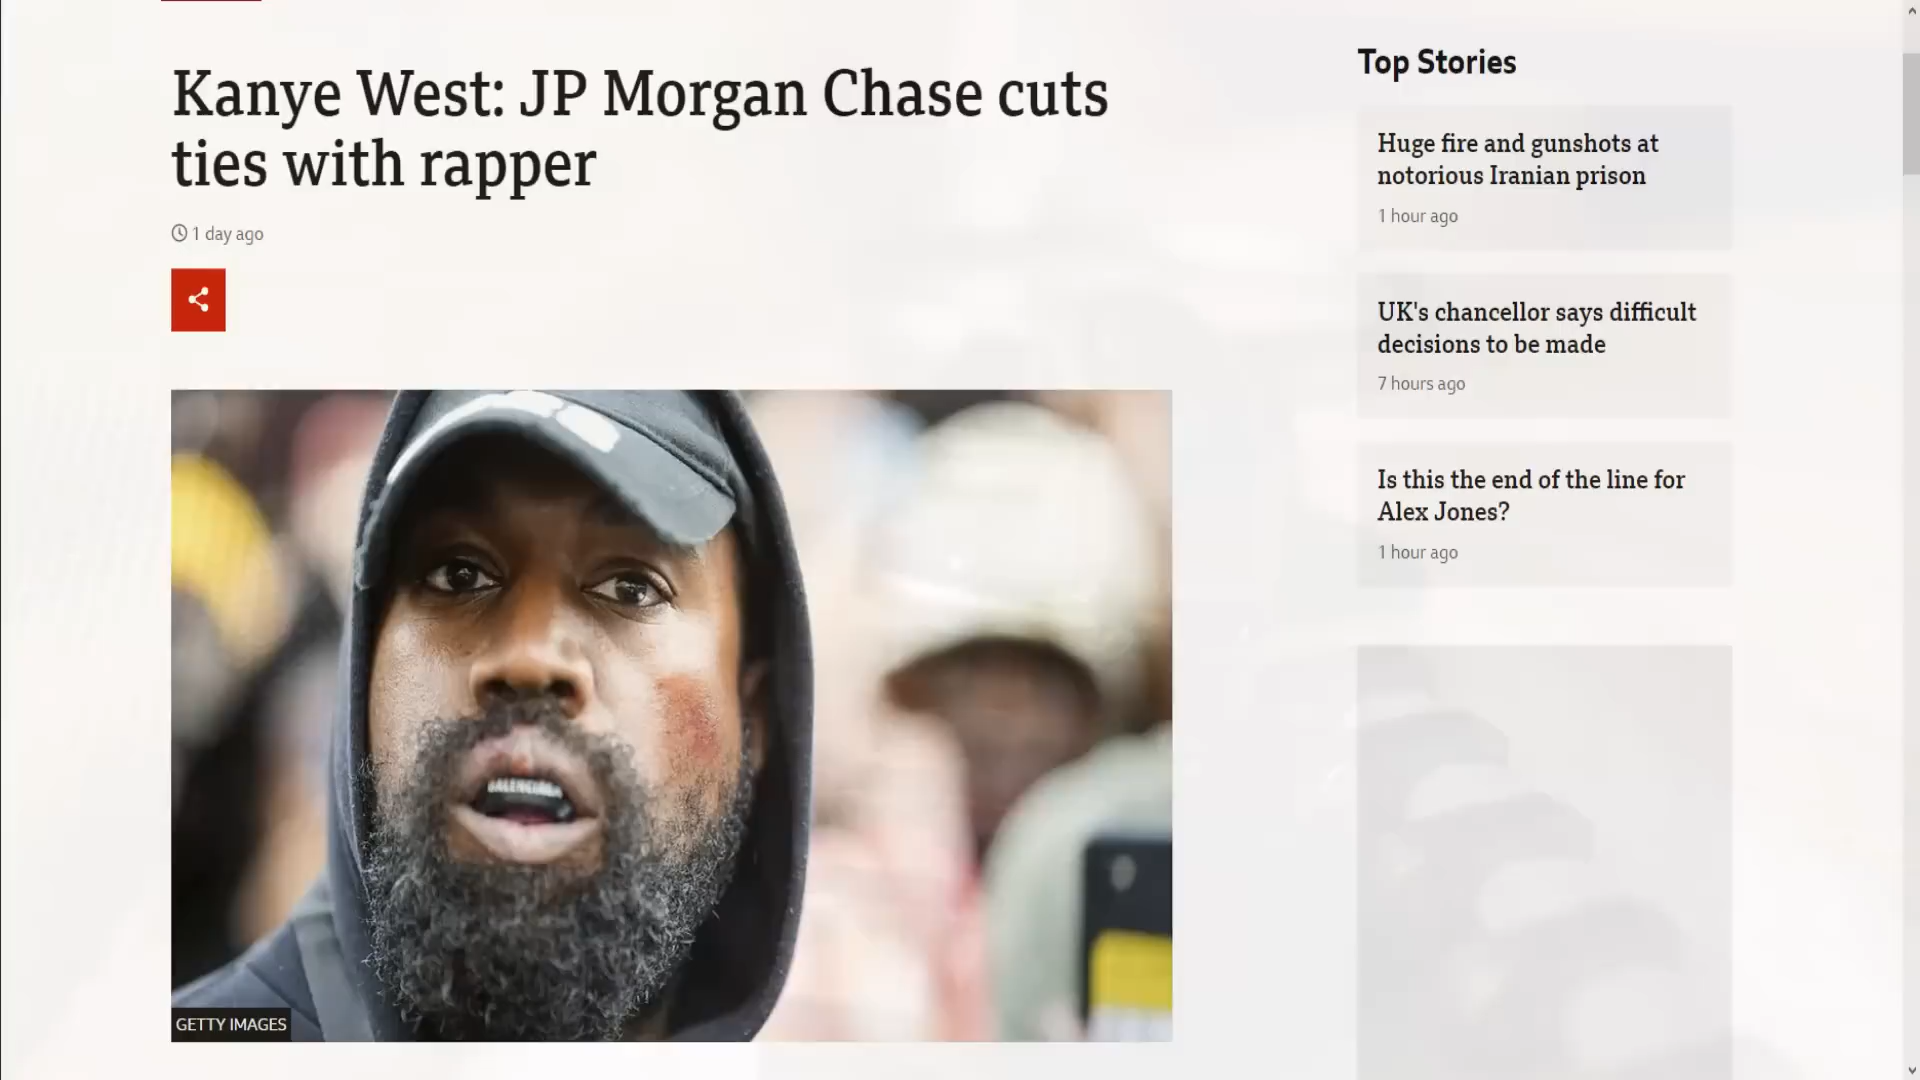 Kanye West: JP Morgan Chase cuts
ties with rapper
1 day ago
GETTY IMAGES
Top Stories
Huge fire and gunshots at
notorious Iranian prison
1 hour ago
UK's chancellor says difficult
decisions to be made
7 hours ago
Is this the end of the line for
Alex Jones?
1 hour ago